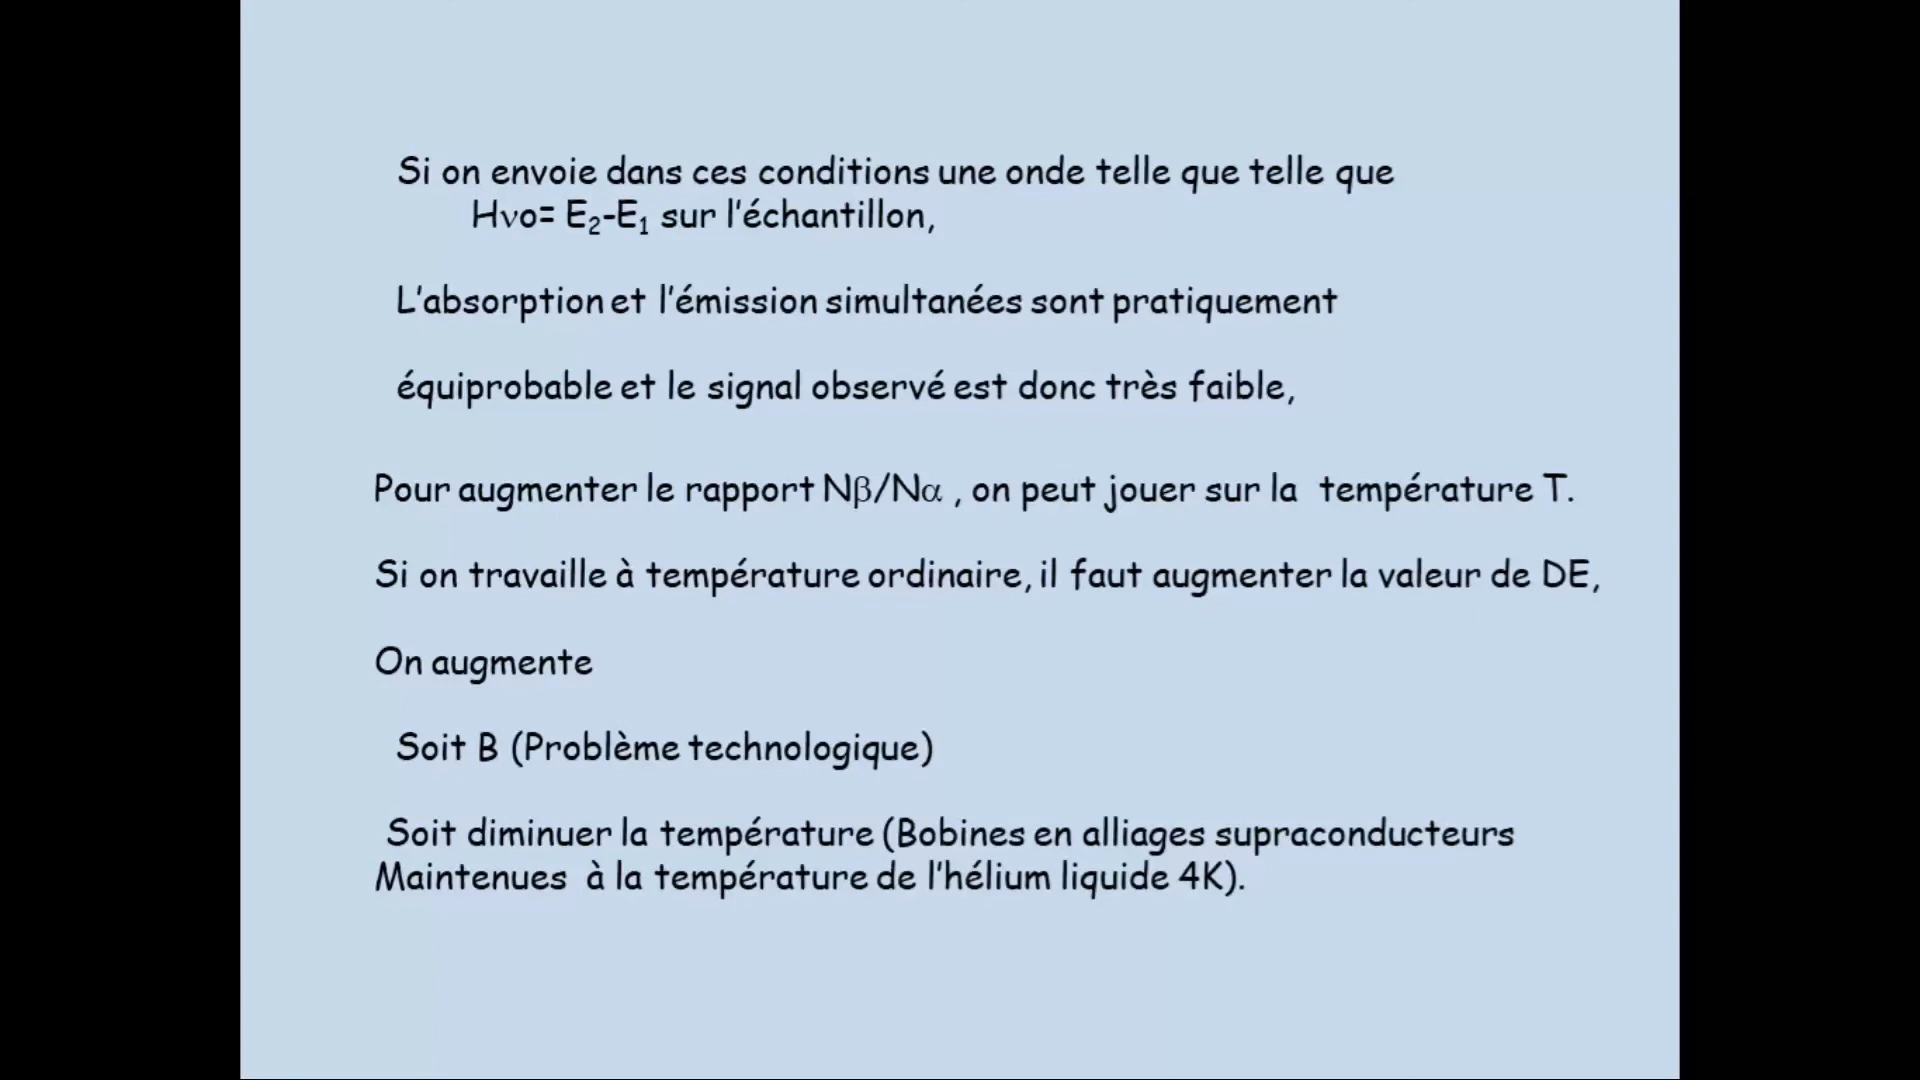 Si on envoie dans ces conditions une onde telle que telle que
Hνo= E₂-E₁ sur l'échantillon,
L'absorption et l'émission simultanées sont pratiquement
équiprobable et le signal observé est donc très faible,
Pour augmenter le rapport Nβ/Nα , on peut jouer sur la température T.
Si on travaille à température ordinaire, il faut augmenter la valeur de DE,
On augmente
Soit B (Problème technologique)
Soit diminuer la température (Bobines en alliages supraconducteurs
Maintenues à la température de l'hélium liquide 4K).